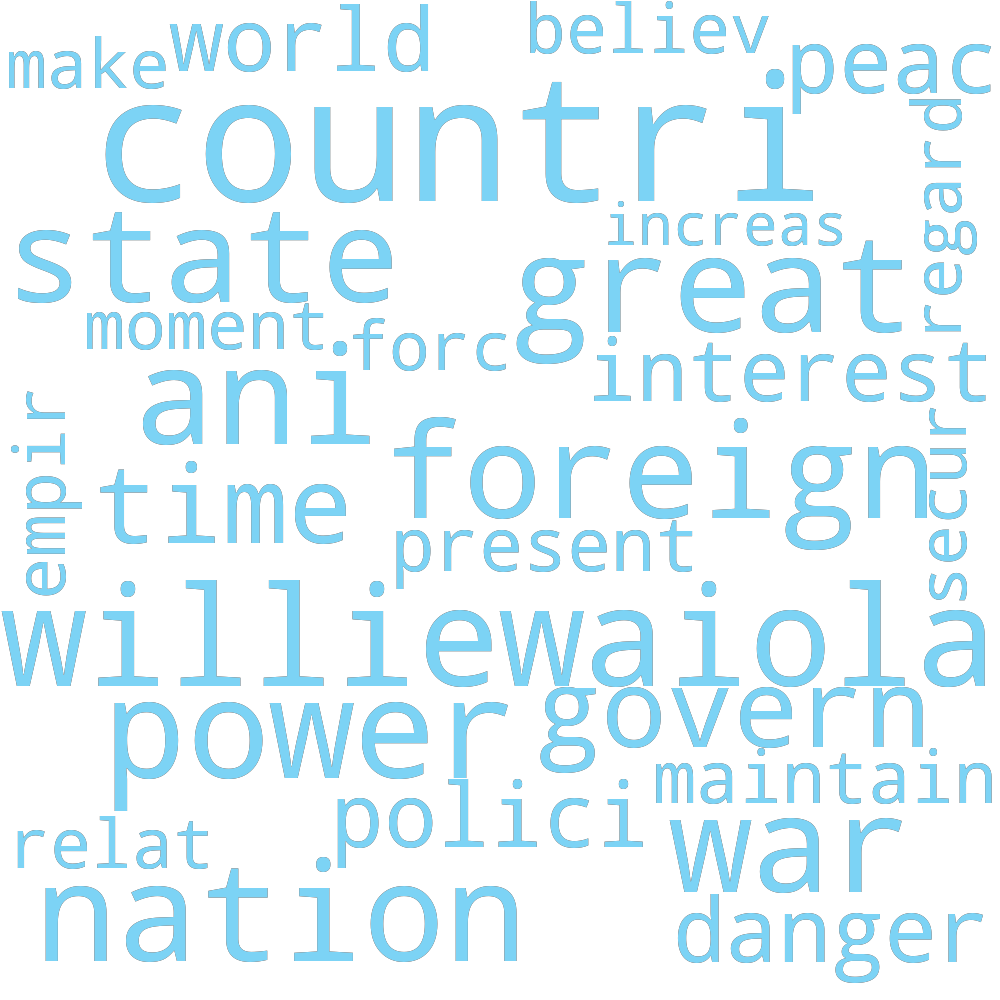 believ
world
make
peac
countri
regard
increas
state
great
moment
forc
interest
ani
foreign
secur
empir
time
present
williewaiola
power
govern
maintain
polici
relat
war
nation
danger